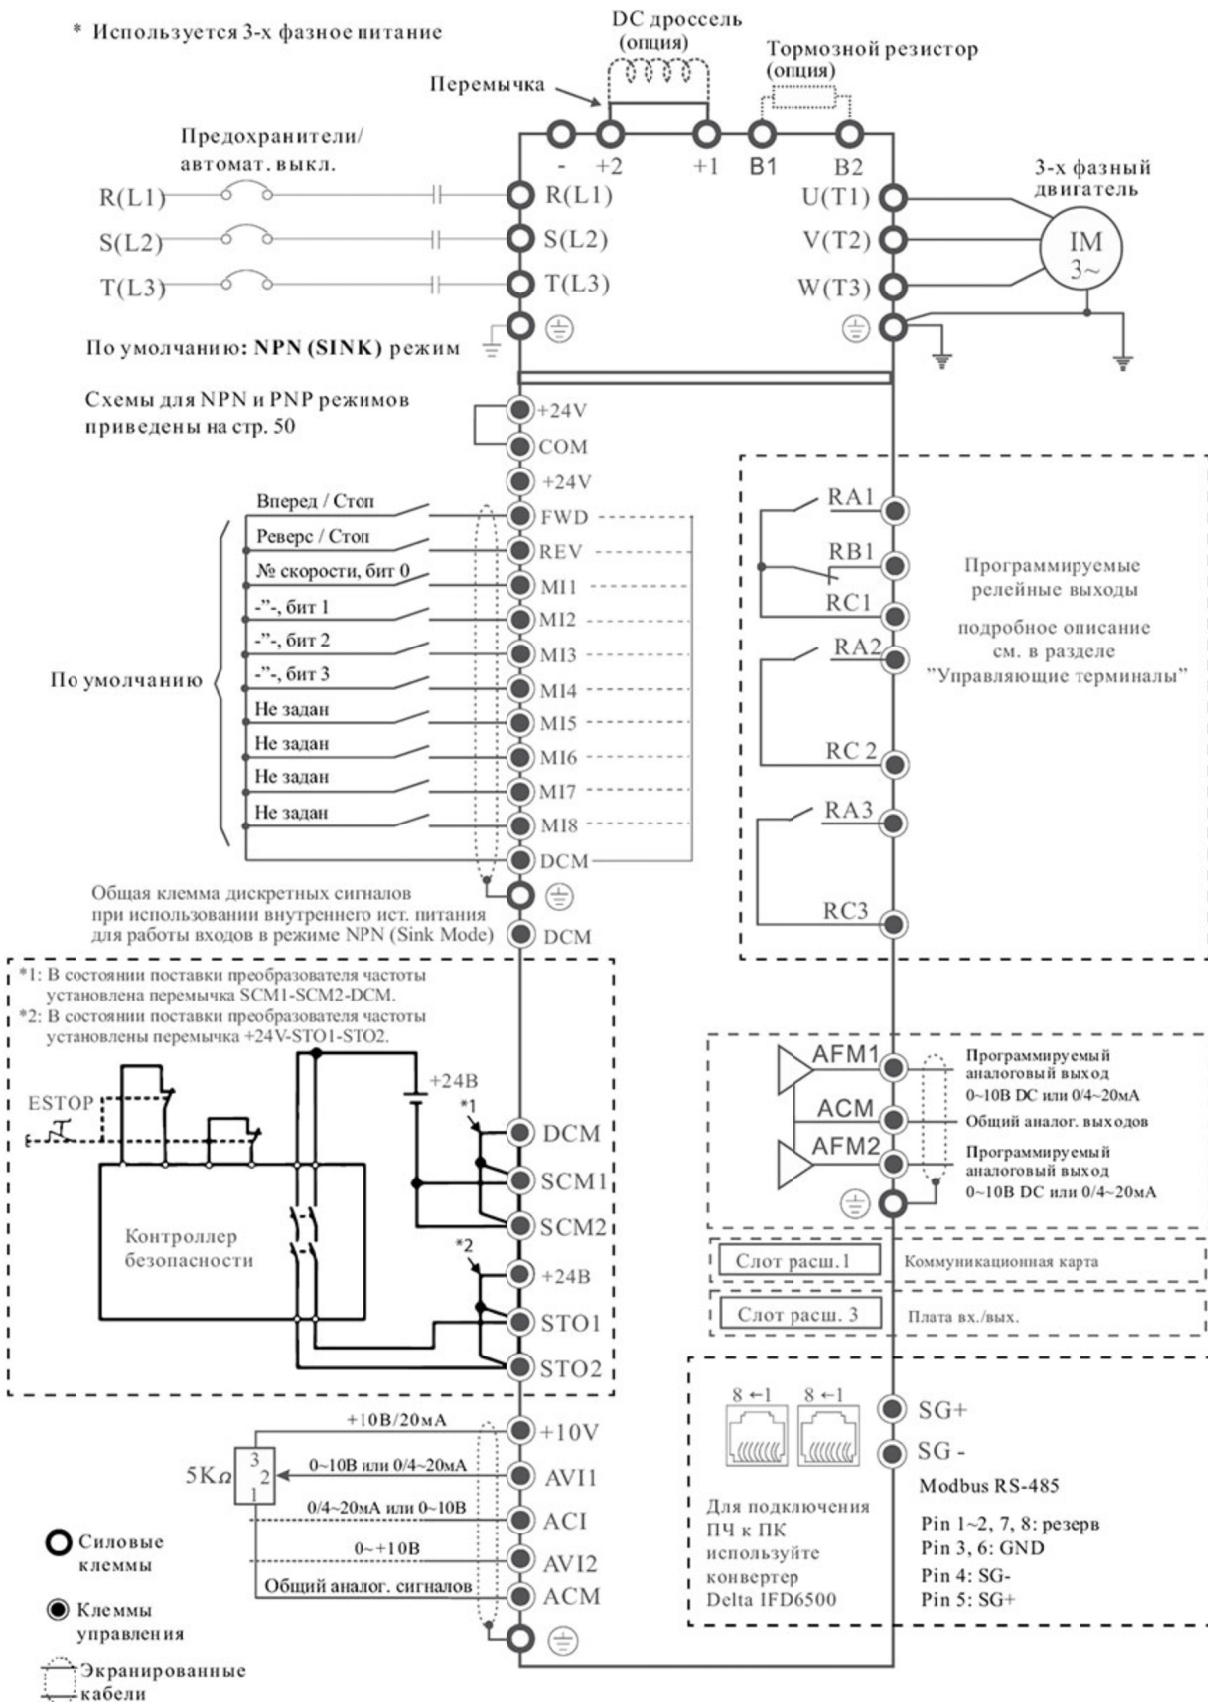 * Используется 3-х фазное питание
DC дроссель
(опция)
Тормозной резистор
(опция)
Перемычка
Предохранители/
автомат. выкл.
- +2 +1 B1 B2
3-х фазный
двигатель
R(L1) R(L1) U(T1)
S(L2) S(L2) V(T2)
IM
3~
T(L3) T(L3) W(T3)
По умолчанию: NPN (SINK) режим
Схемы для NPN и PNP режимов
приведены на стр. 50
+24V
COM
+24V
Вперед / Стоп FWD
Реверс / Стоп REV
№ скорости, бит 0 MI1
-”-, бит 1 MI2
-”-, бит 2 MI3
-”-, бит 3 MI4
По умолчанию
Не задан MI5
Не задан MI6
Не задан MI7
Не задан MI8
DCM
Общая клемма дискретных сигналов
при использовании внутреннего ист. питания
для работы входов в режиме NPN (Sink Mode)
DCM
RA1
RB1
RC1
RA2
RC 2
RA3
RC3
Программируемые
релейные выходы
подробное описание
см. в разделе
”Управляющие терминалы”
*1: В состоянии поставки преобразователя частоты
установлена перемычка SCM1-SCM2-DCM.
*2: В состоянии поставки преобразователя частоты
установлены перемычка +24V-STO1-STO2.
ESTOP
+24В
*1
DCM
SCM1
SCM2
Контроллер
безопасности
*2
+24В
STO1
STO2
AFM1
Программируемый
аналоговый выход
0~10В DC или 0/4~20мА
ACM
Общий аналог. выходов
AFM2
Программируемый
аналоговый выход
0~10В DC или 0/4~20мА
Слот расш.1 Коммуникационная карта
Слот расш. 3 Плата вх./вых.
+10В/20мА +10V
5KΩ
3
2
1
0~10В или 0/4~20мА AVI1
0/4~20мА или 0~10В ACI
0~+10В AVI2
Общий аналог. сигналов ACM
8 ←1 8 ←1
SG+
SG -
Modbus RS-485
Для подключения
ПЧ к ПК
используйте
конвертер
Delta IFD6500
Pin 1~2, 7, 8: резерв
Pin 3, 6: GND
Pin 4: SG-
Pin 5: SG+
Силовые
клеммы
Клеммы
управления
Экранированные
кабели